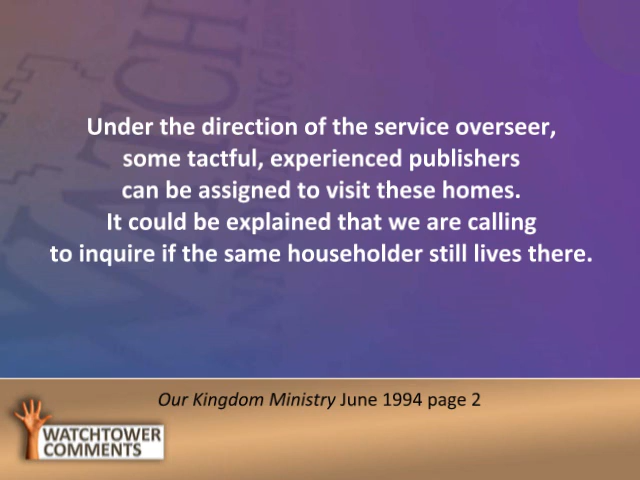 Under the direction of the service overseer,
some tactful, experienced publishers
can be assigned to visit these homes.
It could be explained that we are calling
to inquire if the same householder still lives there.
Our Kingdom Ministry June 1994 page 2
WATCHTOWER
COMMENTS